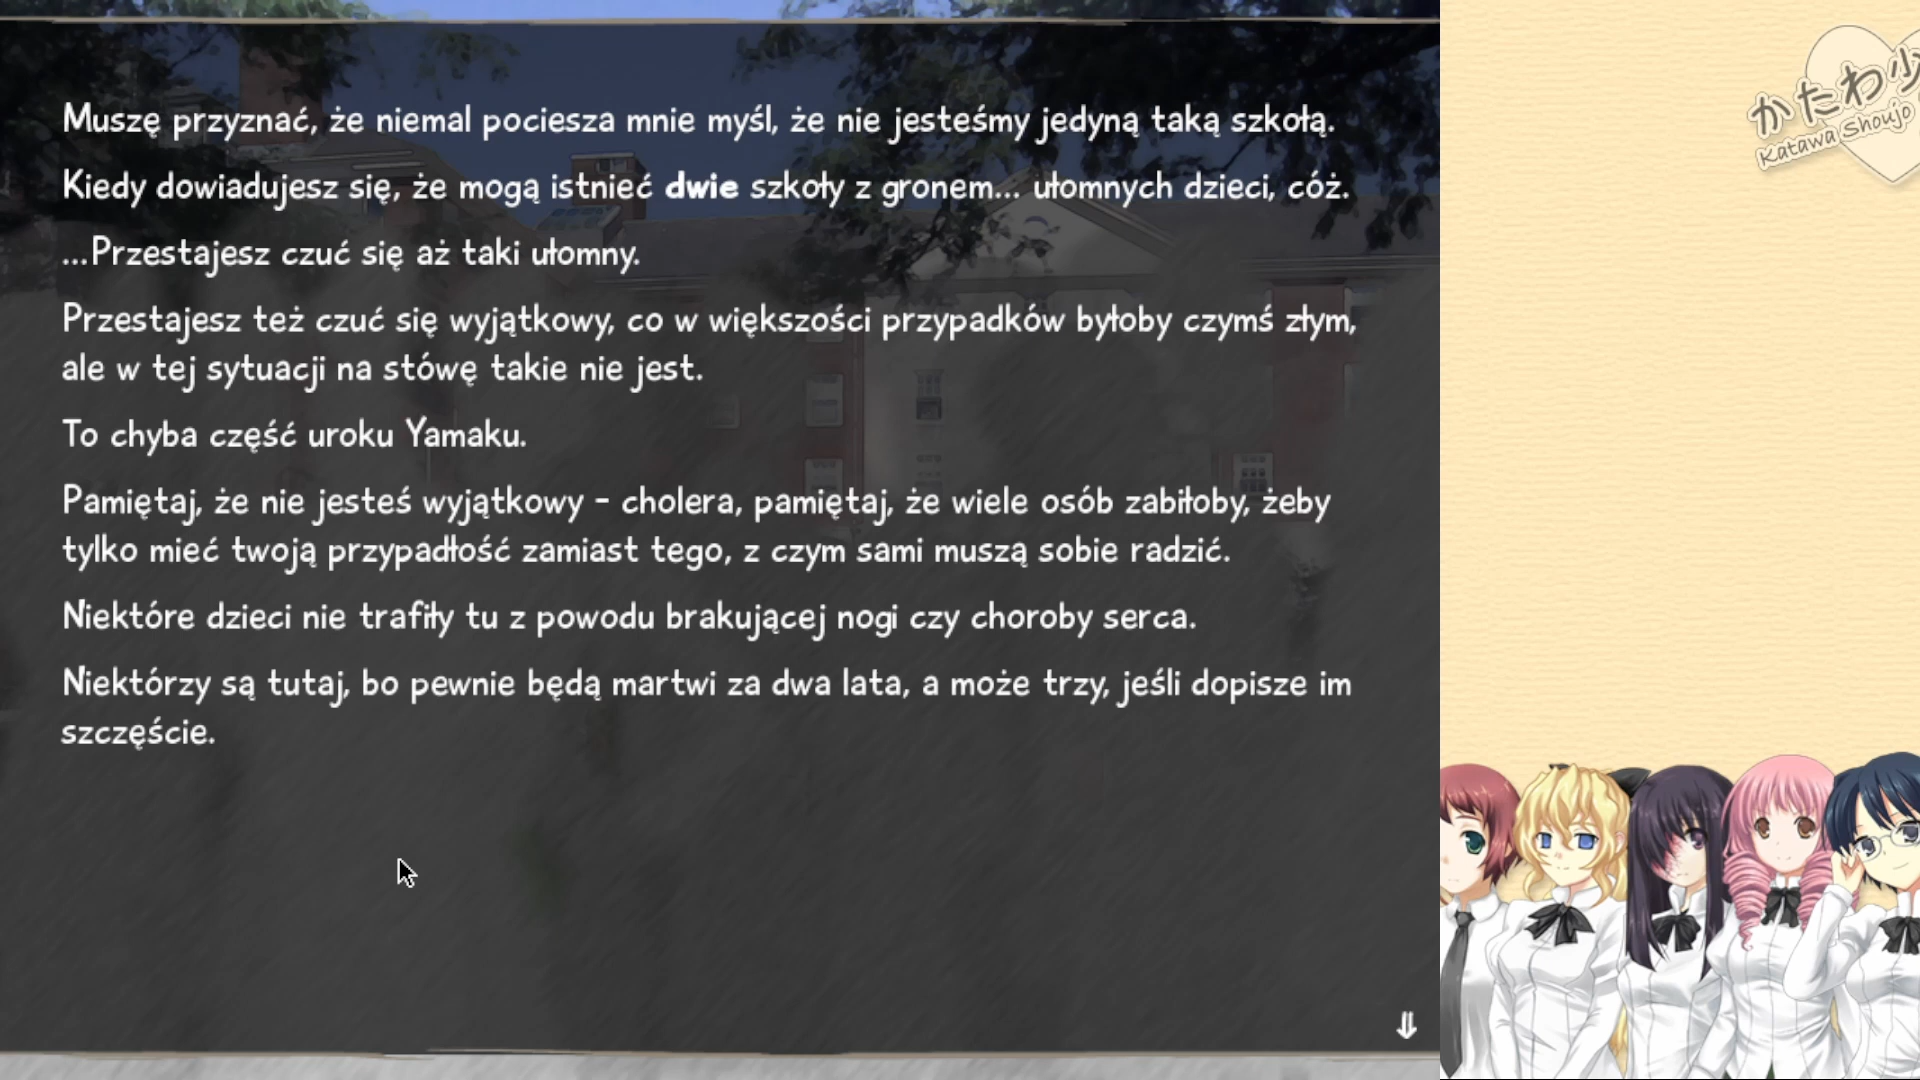 Muszę przyznać, że niemal pociesza mnie myśl, że nie jesteśmy jedyną taką szkołą.
Kiedy dowiadujesz się, że mogą istnieć dwie szkoły z gronem... ułomnych dzieci, cóż.
...Przestajesz czuć się aż taki ułomny.
Przestajesz też czuć się wyjątkowy, co w większości przypadków byłoby czymś złym,
ale w tej sytuacji na stówę takie nie jest.
To chyba część uroku Yamaku.
Pamiętaj, że nie jesteś wyjątkowy – cholera, pamiętaj, że wiele osób zabiłoby, żeby
tylko mieć twoją przypadłość zamiast tego, z czym sami muszą sobie radzić.
Niektóre dzieci nie trafiły tu z powodu brakującej nogi czy choroby serca.
Niektórzy są tutaj, bo pewnie będą martwi za dwa lata, a może trzy, jeśli dopisze im
szczęście.
かたわ少
Katawa Shoujo